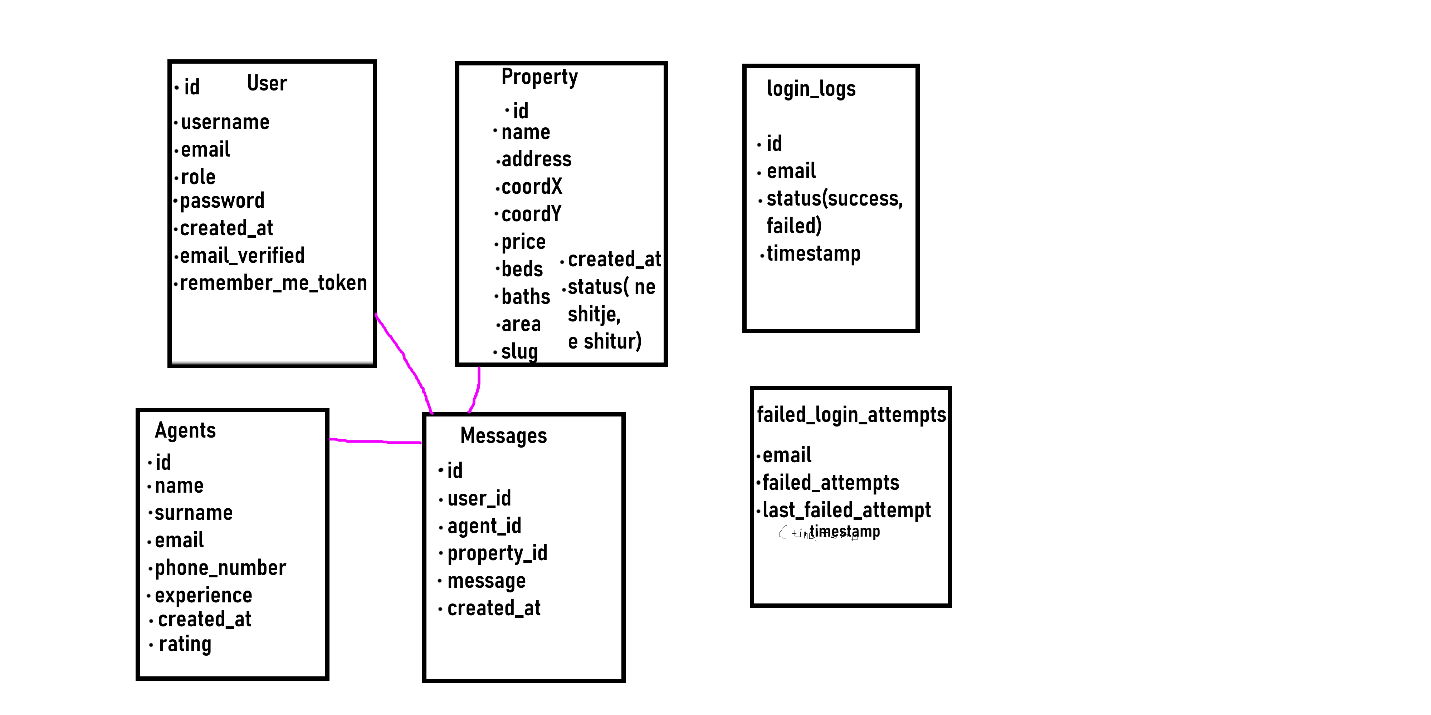 User
· id
· username
· email
· role
· password
· created_at
· email_verified
· remember_me_token
Property
· id
· name
· address
· coordX
· coordY
· price
· beds
· baths
· area
· slug
· created_at
· status( ne
shitje,
e shitur)
login_logs
· id
· email
· status(success,
failed)
· timestamp
Agents
· id
· name
· surname
· email
· phone_number
· experience
· created_at
· rating
Messages
· id
· user_id
· agent_id
· property_id
· message
· created_at
failed_login_attempts
· email
· failed_attempts
· last_failed_attempt
timestamp